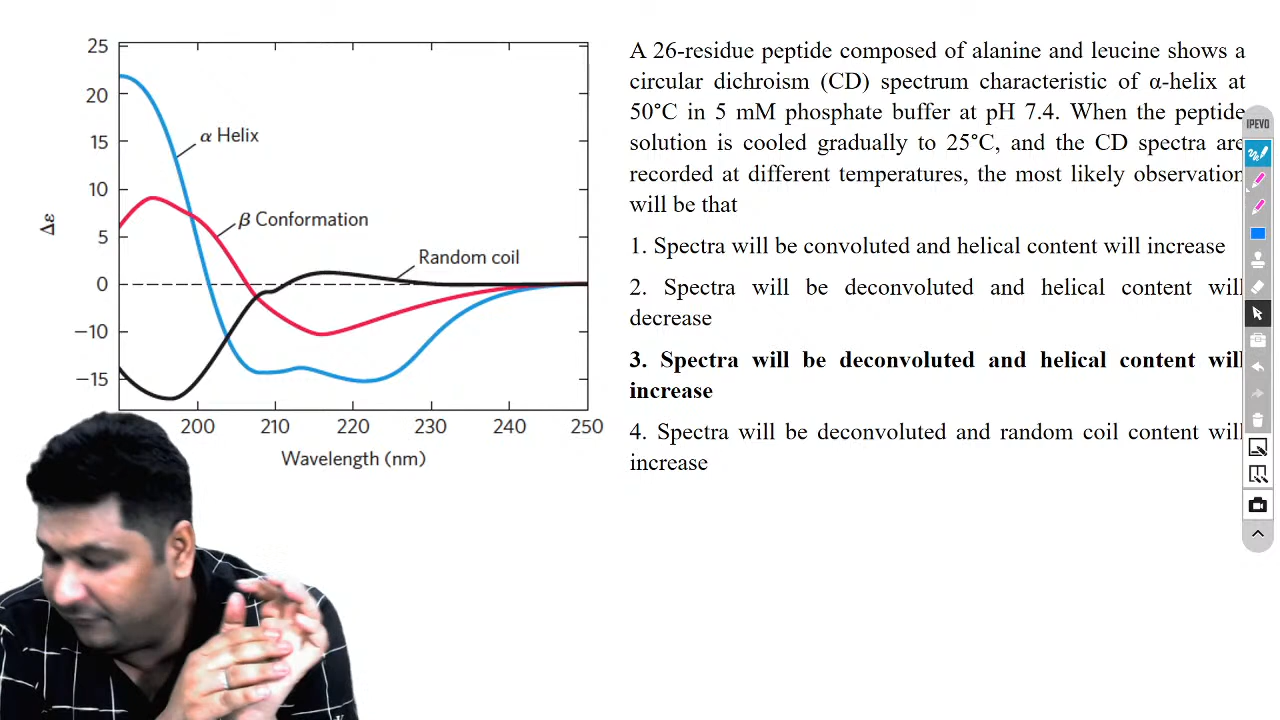 25
20
15
10
5
0
−10
−15
Δε
α Helix
β Conformation
Random coil
200 210 220 230 240 250
Wavelength (nm)
A 26-residue peptide composed of alanine and leucine shows a
circular dichroism (CD) spectrum characteristic of α-helix at
50°C in 5 mM phosphate buffer at pH 7.4. When the peptide
solution is cooled gradually to 25°C, and the CD spectra are
recorded at different temperatures, the most likely observation
will be that
1. Spectra will be convoluted and helical content will increase
2. Spectra will be deconvoluted and helical content will
decrease
3. Spectra will be deconvoluted and helical content will
increase
4. Spectra will be deconvoluted and random coil content will
increase
IPEVO